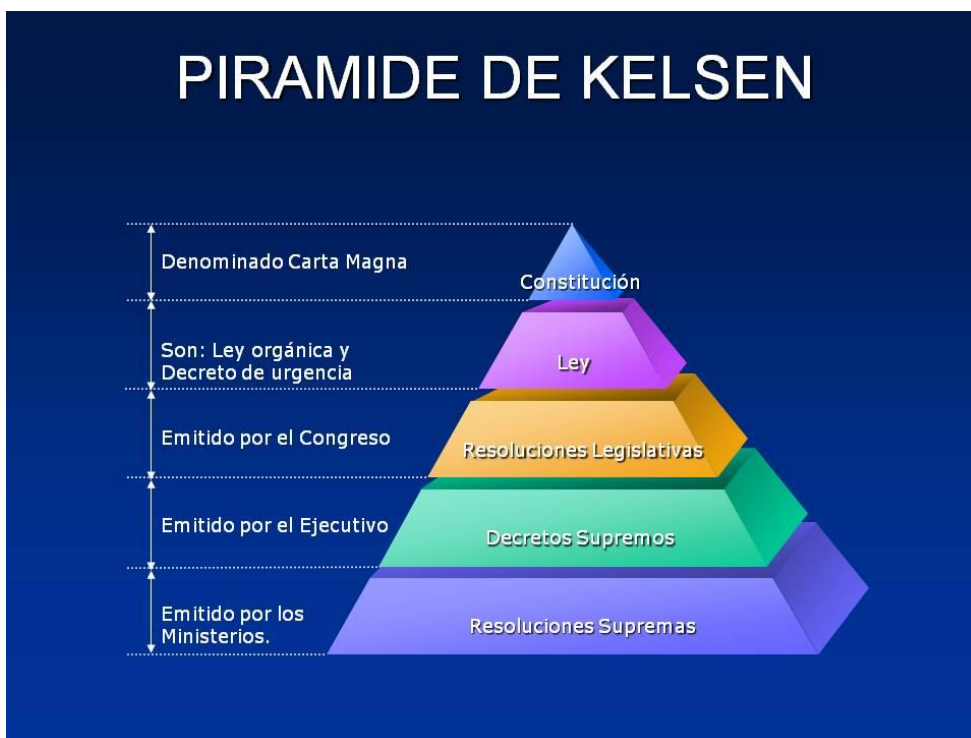 PIRAMIDE DE KELSEN
Denominado Carta Magna
Constitución
Son: Ley orgánica y
Decreto de urgencia
Ley
Emitido por el Congreso
Resoluciones Legislativas
Emitido por el Ejecutivo
Decretos Supremos
Emitido por los
Ministerios.
Resoluciones Supremas